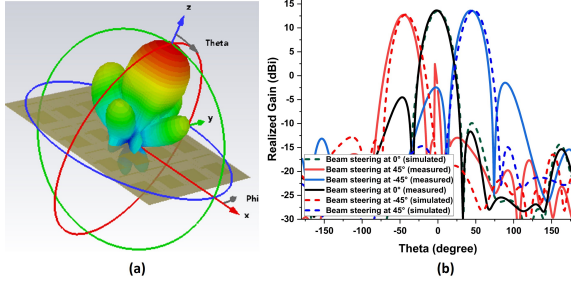 z
Theta
y
Phi
x
(a)
Realized Gain (dBi)
15
10
5
0
-5
-10
-15
-20
-25
-30
Beam steering at 0° (simulated)
Beam steering at 45° (measured)
Beam steering at -45° (measured)
Beam steering at 0° (measured)
Beam steering at -45° (simulated)
Beam steering at 45° (simulated)
-150 -100 -50 0 50 100 150
Theta (degree)
(b)